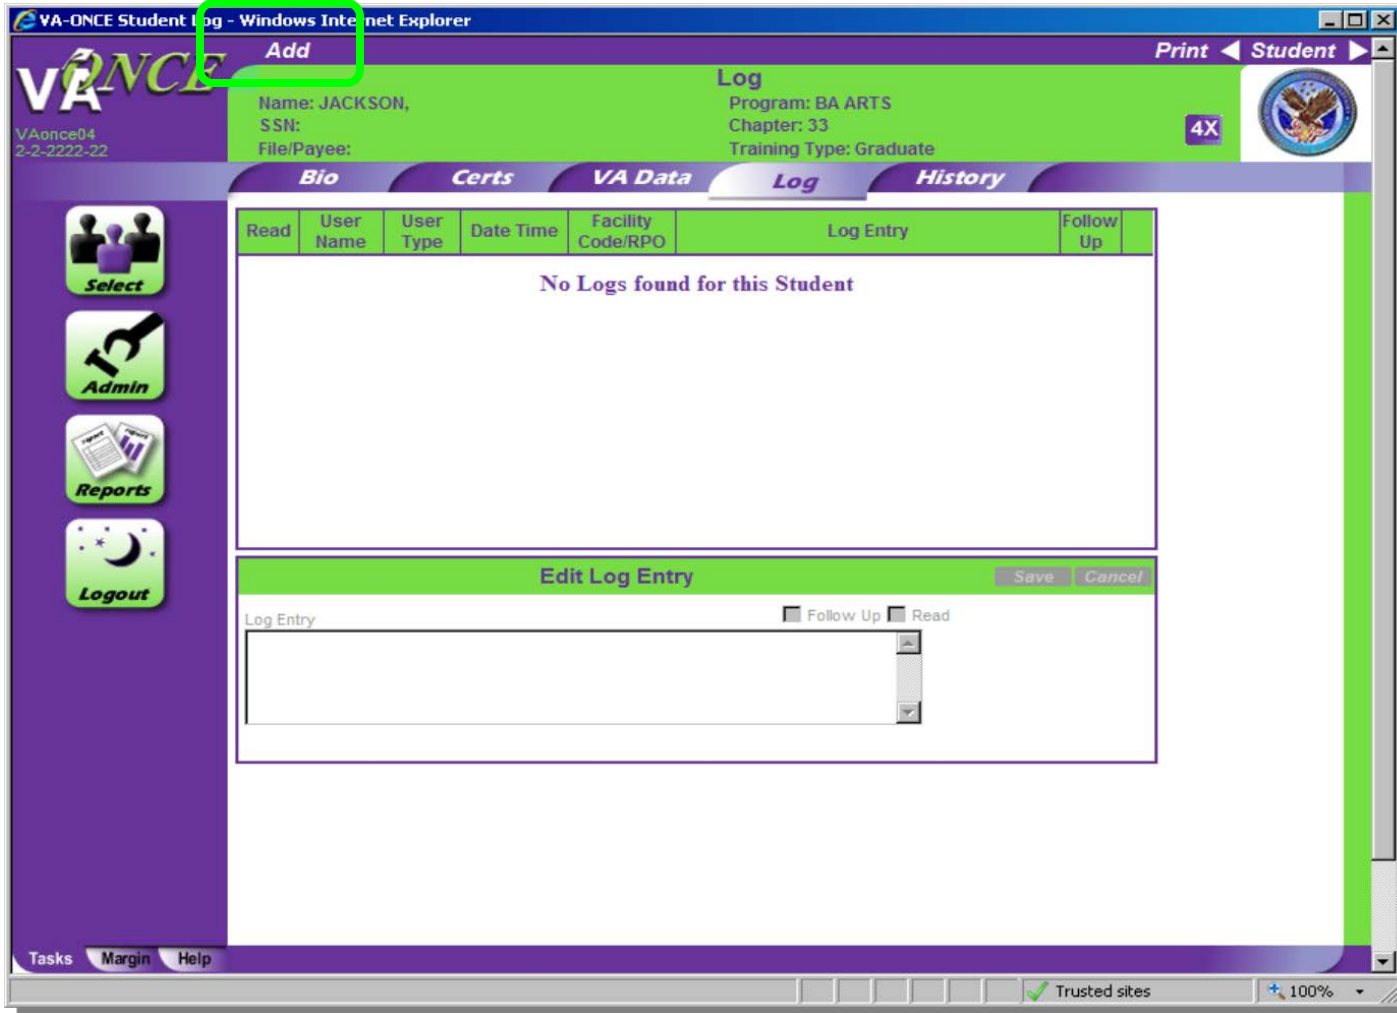 VA-ONCE Student Log - Windows Internet Explorer
Add
Print
Student
VA ONCE
VAonce04
2-2-2222-22
Log
Name: JACKSON,
Program: BA ARTS
SSN:
Chapter: 33
File/Payee:
Training Type: Graduate
4X
Bio
Certs
VA Data
Log
History
Select
Admin
Reports
Logout
Read
User Name
User Type
Date Time
Facility Code/RPO
Log Entry
Follow Up
No Logs found for this Student
Edit Log Entry
Save
Cancel
Log Entry
Follow Up
Read
Tasks
Margin
Help
Trusted sites
100%